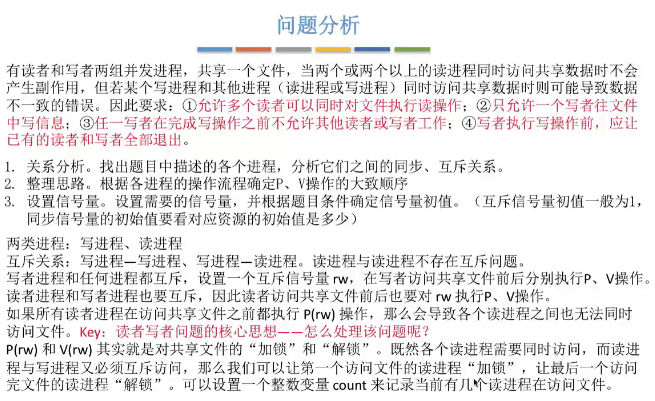 问题分析
有读者和写者两组并发进程，共享一个文件，当两个或两个以上的读进程同时访问共享数据时不会
产生副作用，但若某个写进程和其他进程（读进程或写进程）同时访问共享数据时则可能导致数据
不一致的错误。因此要求：①允许多个读者可以同时对文件执行读操作；②只允许一个写者往文件
中写信息；③任一写者在完成写操作之前不允许其他读者或写者工作；④写者执行写操作前，应让
已有的读者和写者全部退出。
1. 关系分析。找出题目中描述的各个进程，分析它们之间的同步、互斥关系。
2. 整理思路。根据各进程的操作流程确定P、V操作的大致顺序
3. 设置信号量。设置需要的信号量，并根据题目条件确定信号量初值。（互斥信号量初值一般为1，
同步信号量的初始值要看对应资源的初始值是多少）
两类进程：写进程、读进程
互斥关系：写进程—写进程、写进程—读进程。读进程与读进程不存在互斥问题。
写者进程和任何进程都互斥，设置一个互斥信号量 rw，在写者访问共享文件前后分别执行P、V操作。
读者进程和写者进程也要互斥，因此读者访问共享文件前后也要对 rw 执行P、V操作。
如果所有读者进程在访问共享文件之前都执行 P(rw) 操作，那么会导致各个读进程之间也无法同时
访问文件。Key：读者写者问题的核心思想——怎么处理该问题呢？
P(rw) 和 V(rw) 其实就是对共享文件的“加锁”和“解锁”。既然各个读进程需要同时访问，而读进
程与写进程又必须互斥访问，那么我们可以让第一个访问文件的读进程“加锁”，让最后一个访问
完文件的读进程“解锁”。可以设置一个整数变量 count 来记录当前有几个读进程在访问文件。